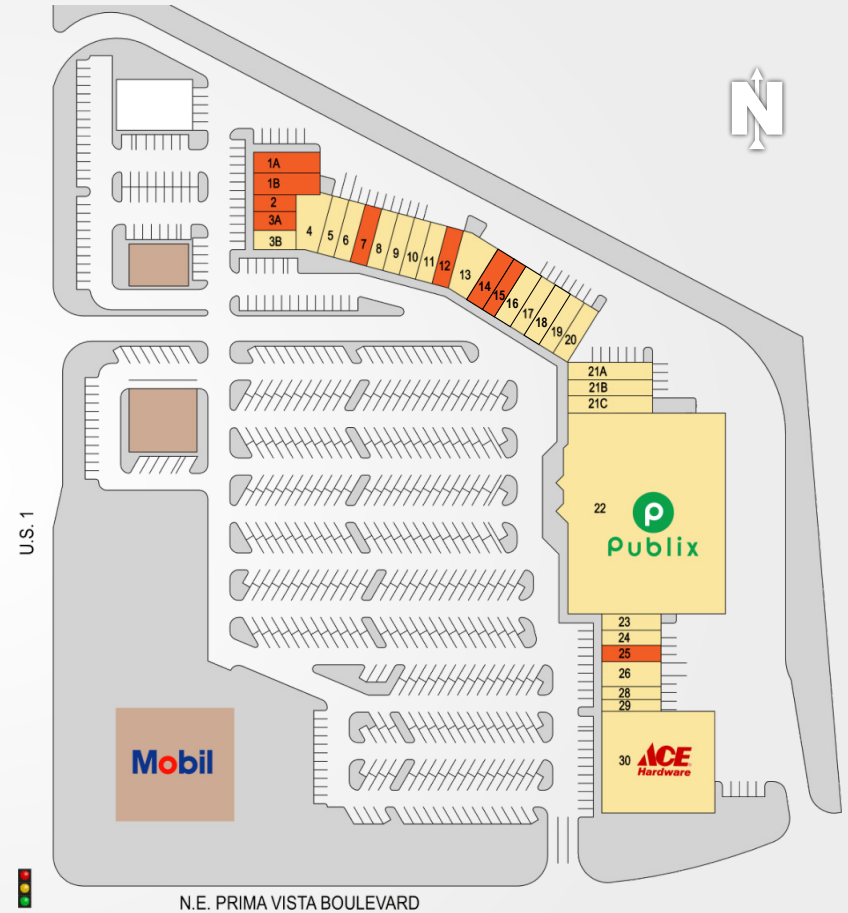 N
1A
1B
2
3A
3B
4
5
6
7
8
9
10
11
12
13
14
15
16
17
18
19
20
21A
21B
21C
22
P
Publix
23
24
25
26
28
29
30
ACE
Hardware
Mobil
U.S. 1
N.E. PRIMA VISTA BOULEVARD